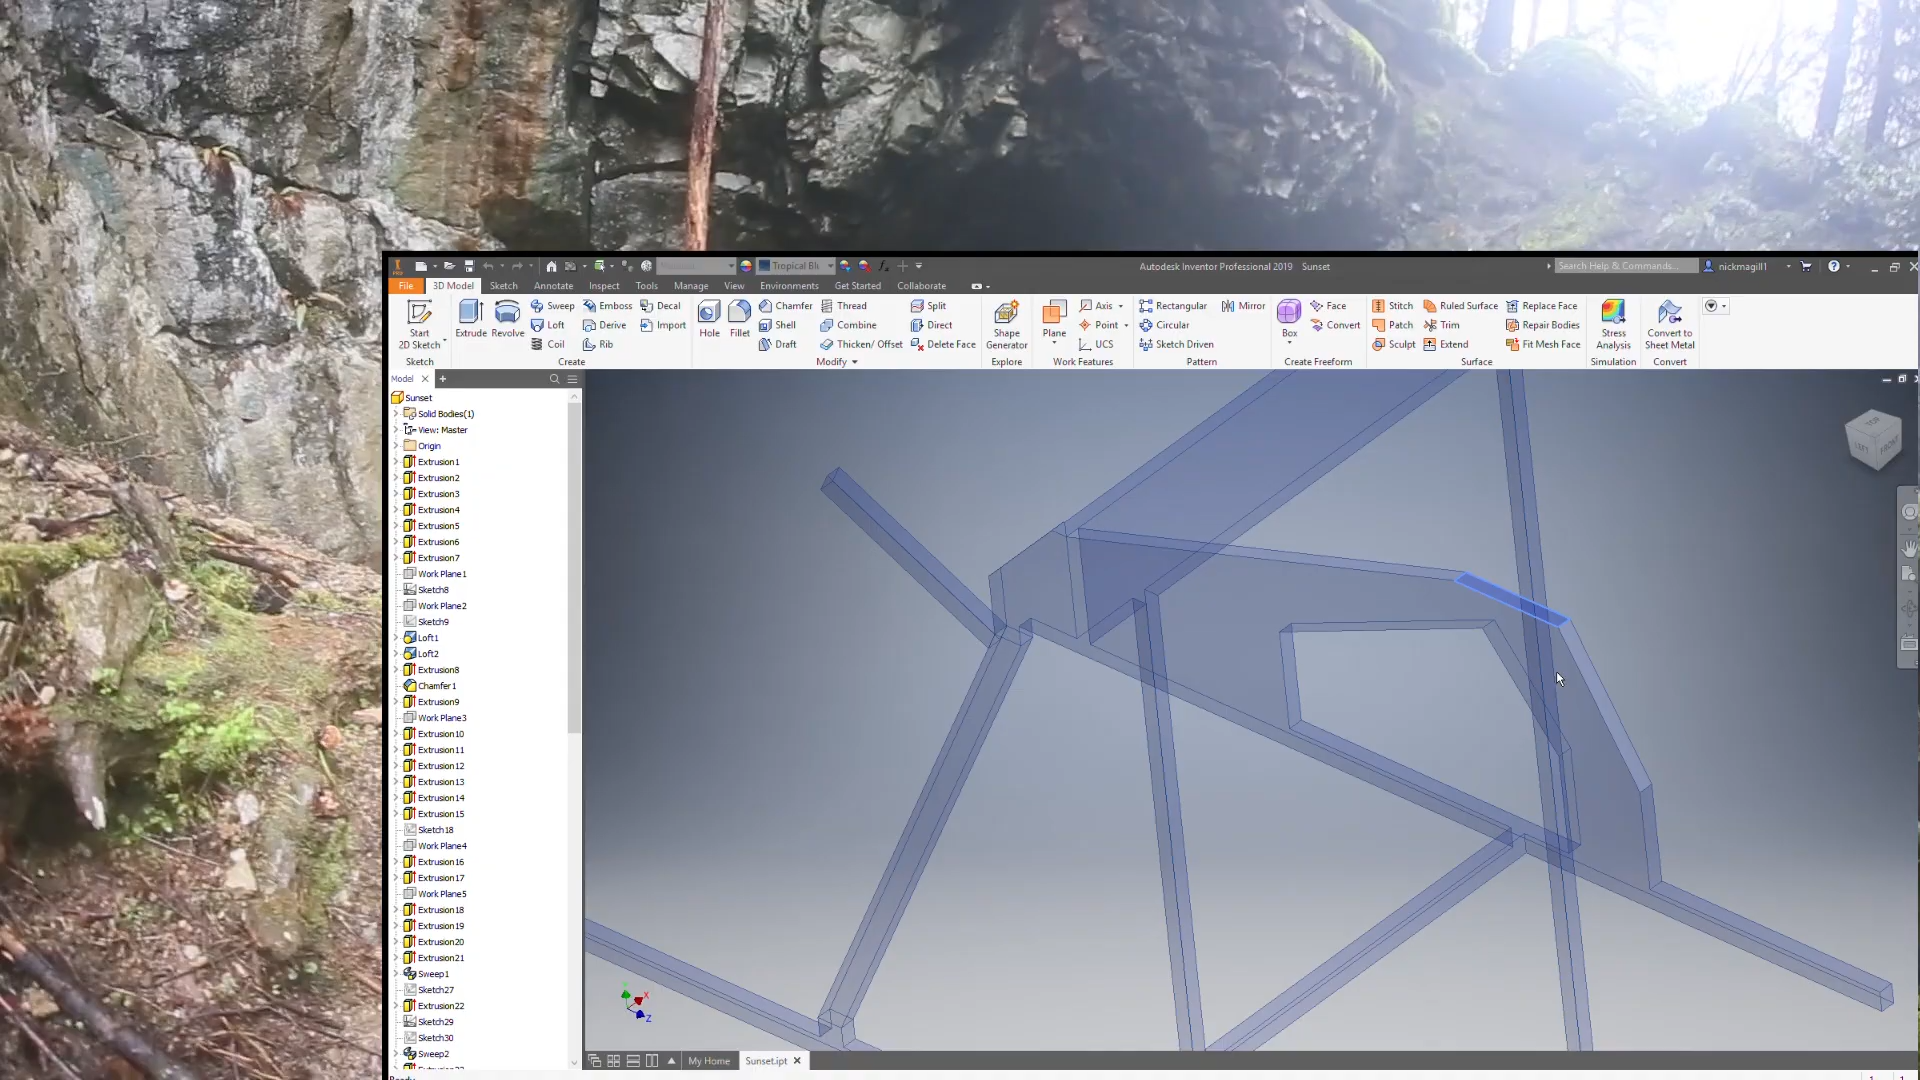 Tropical Blu
Autodesk Inventor Professional 2019 Sunset
Search Help & Commands...
nickmagill1
File 3D Model Sketch Annotate Inspect Tools Manage View Environments Get Started Collaborate
Start 2D Sketch
Extrude
Revolve
Sweep
Emboss
Decal
Loft
Derive
Import
Coil
Rib
Hole
Fillet
Chamfer
Thread
Split
Shell
Combine
Direct
Draft
Thicken/ Offset
Delete Face
Shape Generator
Plane
Axis
Point
UCS
Rectangular
Mirror
Circular
Sketch Driven
Box
Face
Convert
Stitch
Ruled Surface
Replace Face
Patch
Trim
Repair Bodies
Sculpt
Extend
Fit Mesh Face
Stress Analysis
Convert to Sheet Metal
Sketch Create Modify Explore Work Features Pattern Create Freeform Surface Simulation Convert
Model
Sunset
Solid Bodies(1)
View: Master
Origin
Extrusion1
Extrusion2
Extrusion3
Extrusion4
Extrusion5
Extrusion6
Extrusion7
Work Plane1
Sketch8
Work Plane2
Sketch9
Loft1
Loft2
Extrusion8
Chamfer1
Extrusion9
Work Plane3
Extrusion10
Extrusion11
Extrusion12
Extrusion13
Extrusion14
Extrusion15
Sketch18
Work Plane4
Extrusion16
Extrusion17
Work Plane5
Extrusion18
Extrusion19
Extrusion20
Extrusion21
Sweep1
Sketch27
Extrusion22
Sketch29
Sketch30
Sweep2
TOP
LEFT
FRONT
X
Z
My Home
Sunset.ipt